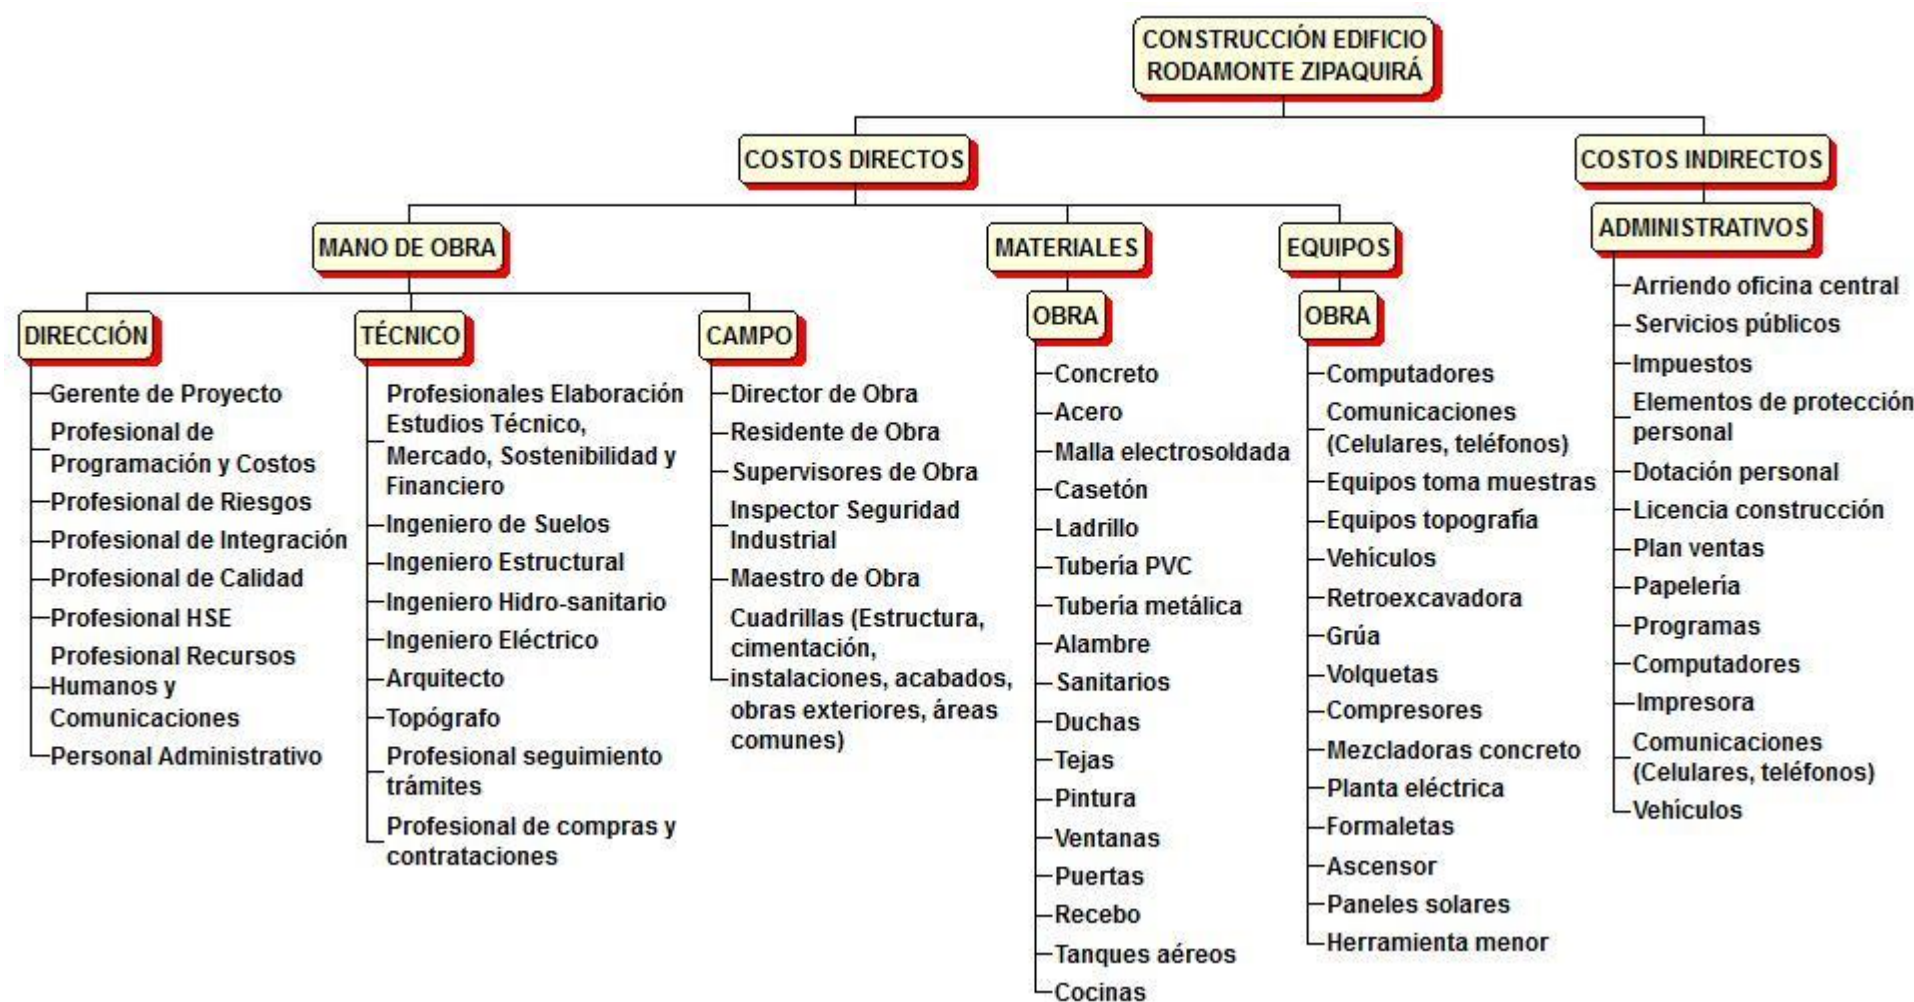 CONSTRUCCIÓN EDIFICIO
RODAMONTE ZIPAQUIRÁ
COSTOS DIRECTOS
COSTOS INDIRECTOS
MANO DE OBRA
MATERIALES
EQUIPOS
ADMINISTRATIVOS
DIRECCIÓN
Gerente de Proyecto
Profesional de
Programación y Costos
Profesional de Riesgos
Profesional de Integración
Profesional de Calidad
Profesional HSE
Profesional Recursos
Humanos y
Comunicaciones
Personal Administrativo
TÉCNICO
Profesionales Elaboración
Estudios Técnico,
Mercado, Sostenibilidad y
Financiero
Ingeniero de Suelos
Ingeniero Estructural
Ingeniero Hidro-sanitario
Ingeniero Eléctrico
Arquitecto
Topógrafo
Profesional seguimiento
trámites
Profesional de compras y
contrataciones
CAMPO
Director de Obra
Residente de Obra
Supervisores de Obra
Inspector Seguridad
Industrial
Maestro de Obra
Cuadrillas (Estructura,
cimentación,
instalaciones, acabados,
obras exteriores, áreas
comunes)
OBRA
Concreto
Acero
Malla electrosoldada
Casetón
Ladrillo
Tubería PVC
Tubería metálica
Alambre
Sanitarios
Duchas
Tejas
Pintura
Ventanas
Puertas
Recebo
Tanques aéreos
Cocinas
OBRA
Computadores
Comunicaciones
(Celulares, teléfonos)
Equipos toma muestras
Equipos topografía
Vehículos
Retroexcavadora
Grúa
Volquetas
Compresores
Mezcladoras concreto
Planta eléctrica
Formaletas
Ascensor
Paneles solares
Herramienta menor
Arriendo oficina central
Servicios públicos
Impuestos
Elementos de protección
personal
Dotación personal
Licencia construcción
Plan ventas
Papelería
Programas
Computadores
Impresora
Comunicaciones
(Celulares, teléfonos)
Vehículos